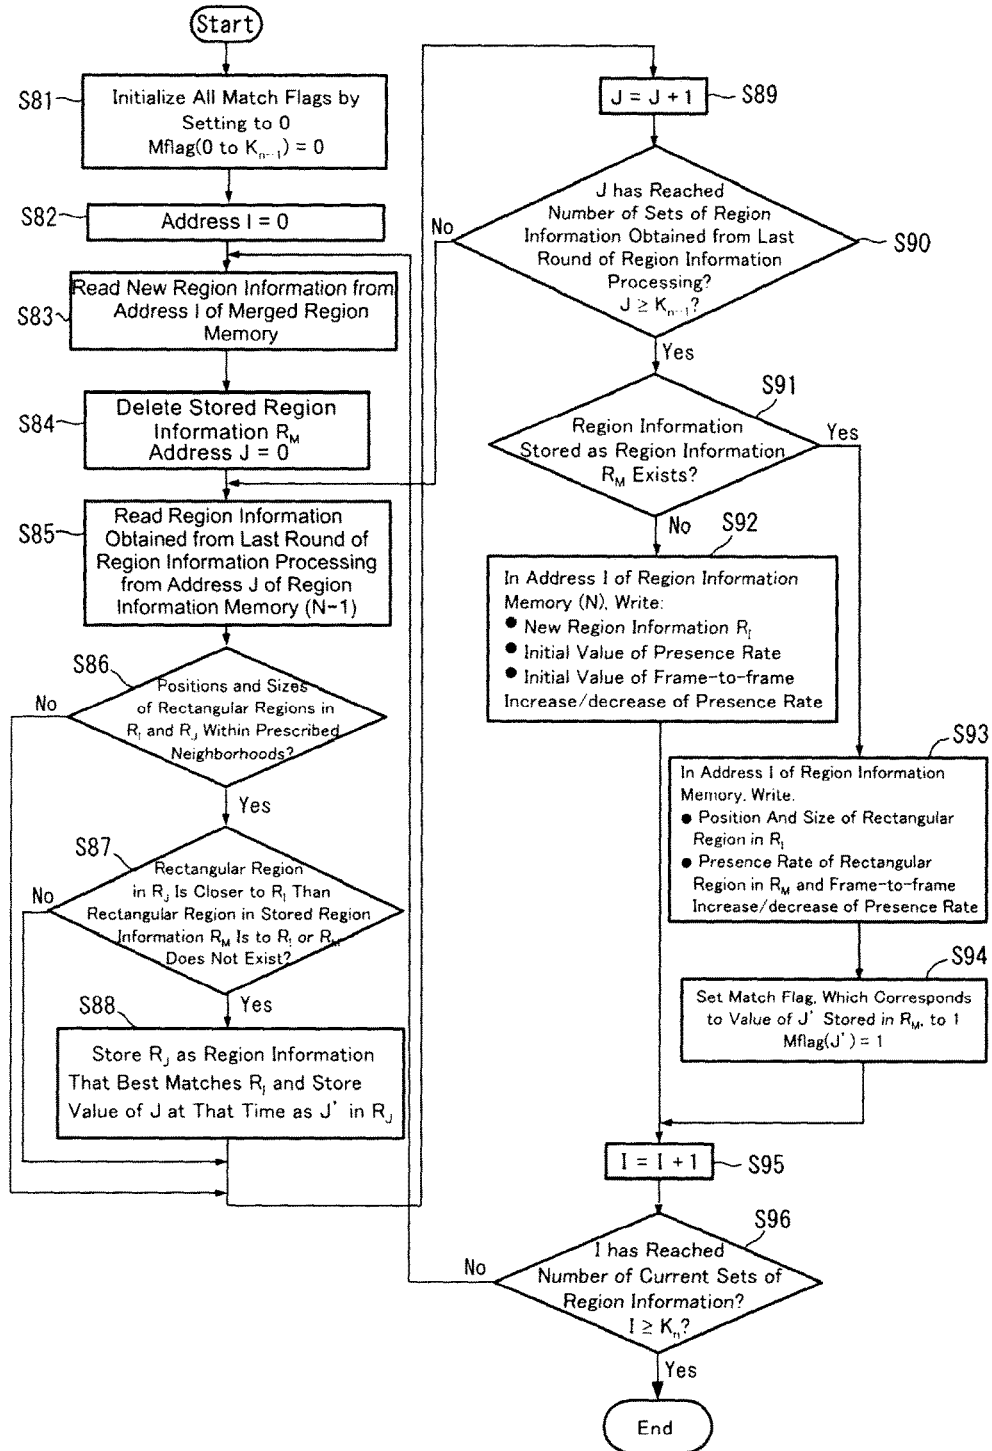 Start
S81
Initialize All Match Flags by
Setting to 0
Mflag(0 to Kn-1) = 0
S82
Address I = 0
S83
Read New Region Information from
Address I of Merged Region
Memory
S84
Delete Stored Region
Information RM
Address J = 0
S85
Read Region Information
Obtained from Last Round of
Region Information Processing
from Address J of Region
Information Memory (N-1)
S86
No
Positions and Sizes
of Rectangular Regions in
RI and RJ Within Prescribed
Neighborhoods?
Yes
S87
No
Rectangular Region
in RJ Is Closer to RI Than
Rectangular Region in Stored Region
Information RM Is to RI or RM
Does Not Exist?
Yes
S88
Store RJ as Region Information
That Best Matches RI and Store
Value of J at That Time as J' in RJ
J = J + 1
S89
No
J has Reached
Number of Sets of Region
Information Obtained from Last
Round of Region Information
Processing?
J ≥ Kn-1?
S90
Yes
S91
Region Information
Stored as Region Information
RM Exists?
Yes
No
S92
In Address I of Region Information
Memory (N), Write:
● New Region Information RI
● Initial Value of Presence Rate
● Initial Value of Frame-to-frame
Increase/decrease of Presence Rate
S93
In Address I of Region Information
Memory, Write.
● Position And Size of Rectangular
Region in RI
● Presence Rate of Rectangular
Region in RM and Frame-to-frame
Increase/decrease of Presence Rate
S94
Set Match Flag, Which Corresponds
to Value of J' Stored in RM, to 1
Mflag(J') = 1
I = I + 1
S95
S96
No
I has Reached
Number of Current Sets of
Region Information?
I ≥ Kn?
Yes
End